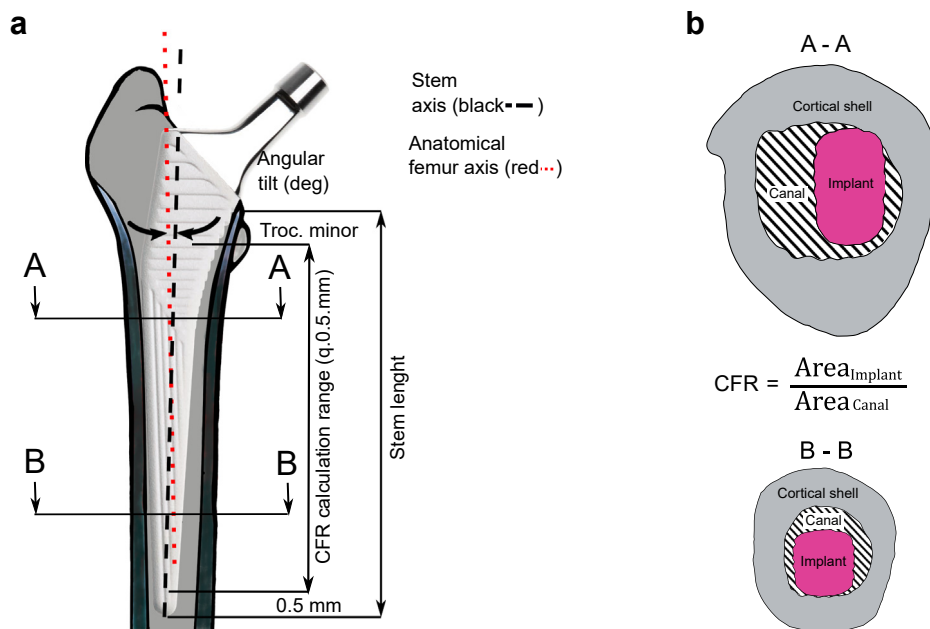 a
Stem
axis (black )
Anatomical
femur axis (red )
Angular
tilt (deg)
Troc. minor
A
A
B
B
CFR calculation range (q.0.5.mm)
Stem lenght
0.5 mm
b
A - A
Cortical shell
Canal
Implant
CFR = Area Implant
Area Canal
B - B
Cortical shell
Canal
Implant